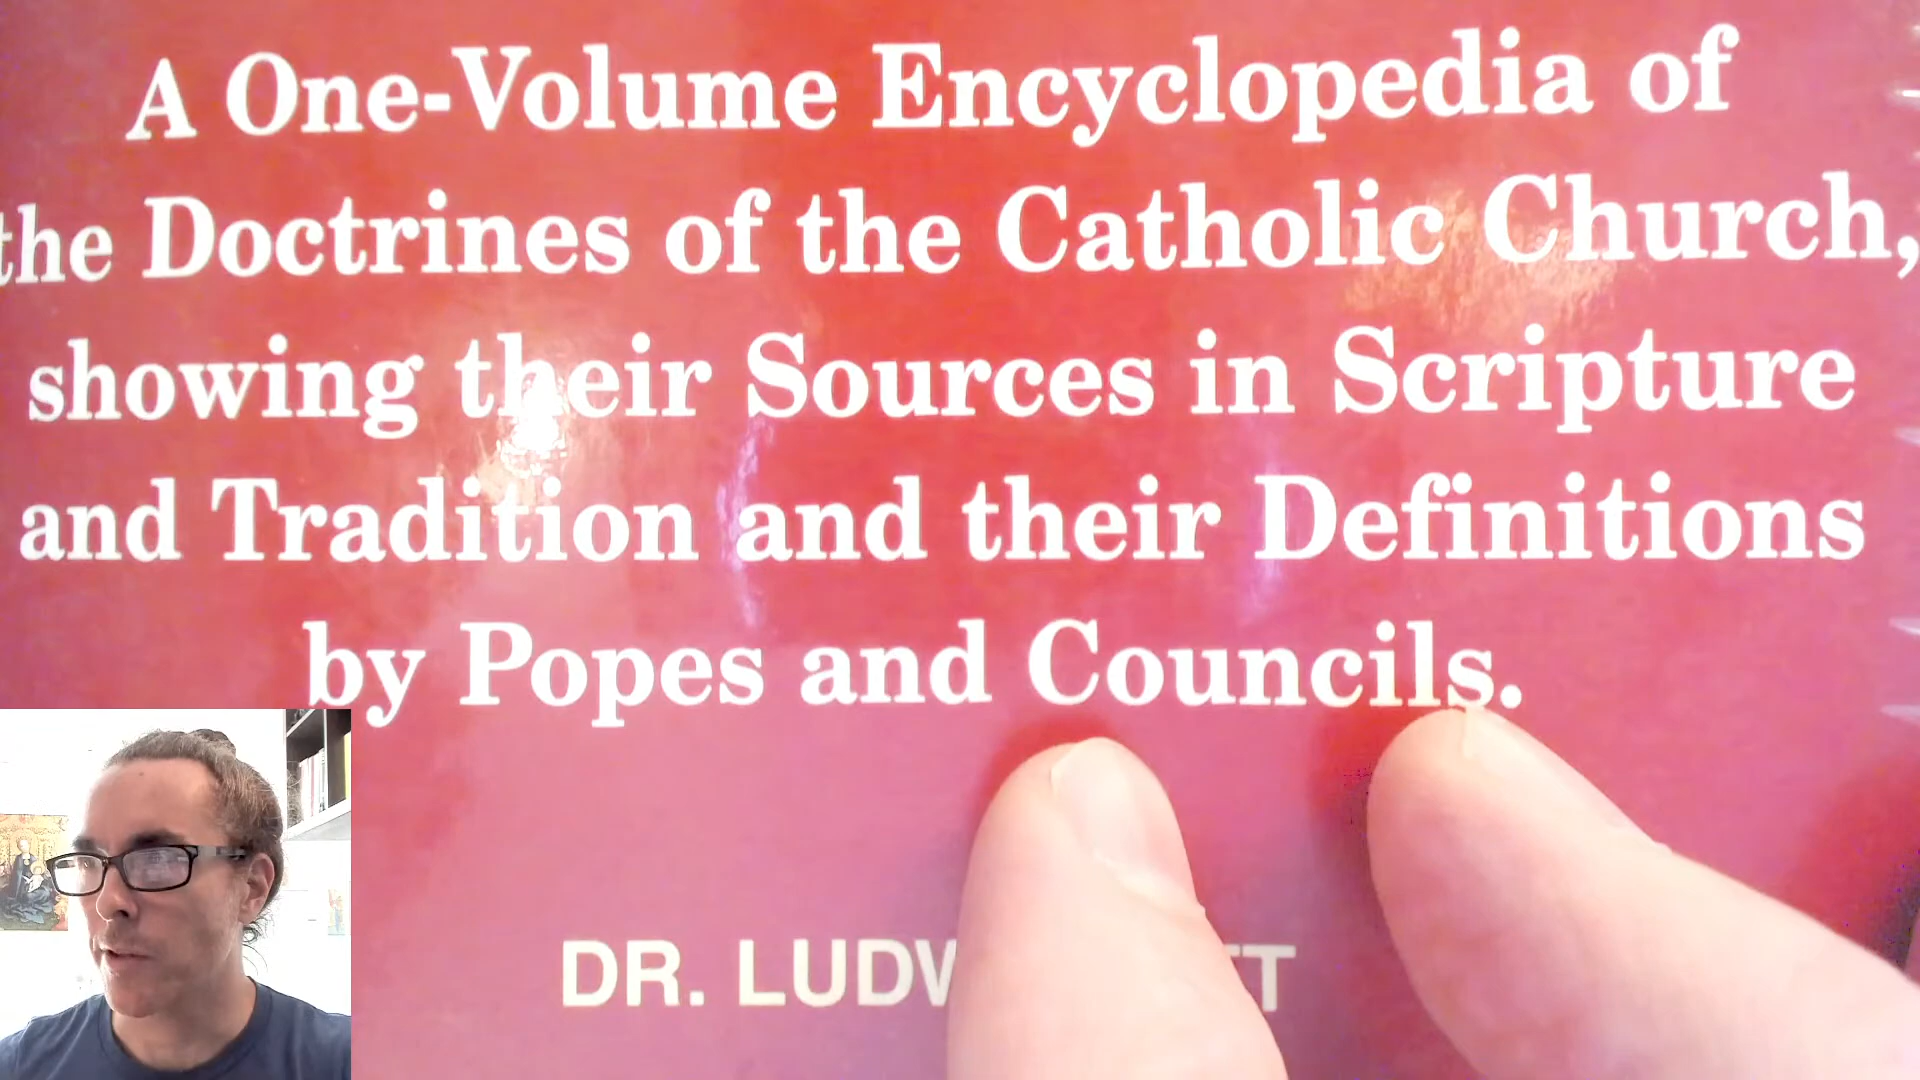 A One-Volume Encyclopedia of
the Doctrines of the Catholic Church,
showing their Sources in Scripture
and Tradition and their Definitions
by Popes and Councils.
DR.